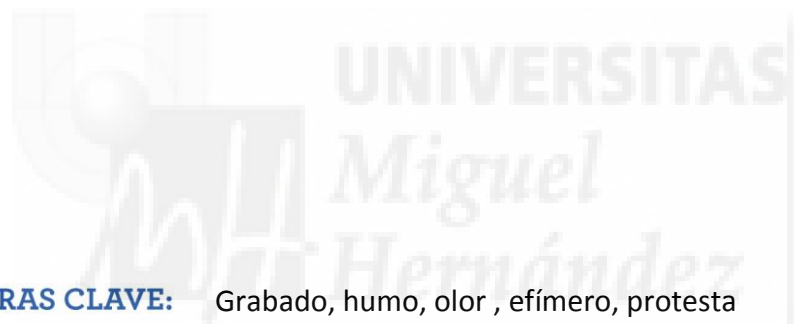 UNIVERSITAS
Miguel
Hernández
RAS CLAVE: Grabado, humo, olor , efímero, protesta